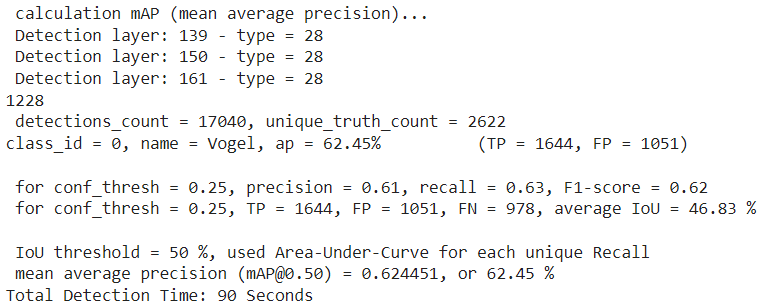 calculation mAP (mean average precision)...
Detection layer: 139 - type = 28
Detection layer: 150 - type = 28
Detection layer: 161 - type = 28
1228
detections_count = 17040, unique_truth_count = 2622
class_id = 0, name = Vogel, ap = 62.45% (TP = 1644, FP = 1051)
for conf_thresh = 0.25, precision = 0.61, recall = 0.63, F1-score = 0.62
for conf_thresh = 0.25, TP = 1644, FP = 1051, FN = 978, average IoU = 46.83 %
IoU threshold = 50 %, used Area-Under-Curve for each unique Recall
mean average precision (mAP@0.50) = 0.624451, or 62.45 %
Total Detection Time: 90 Seconds